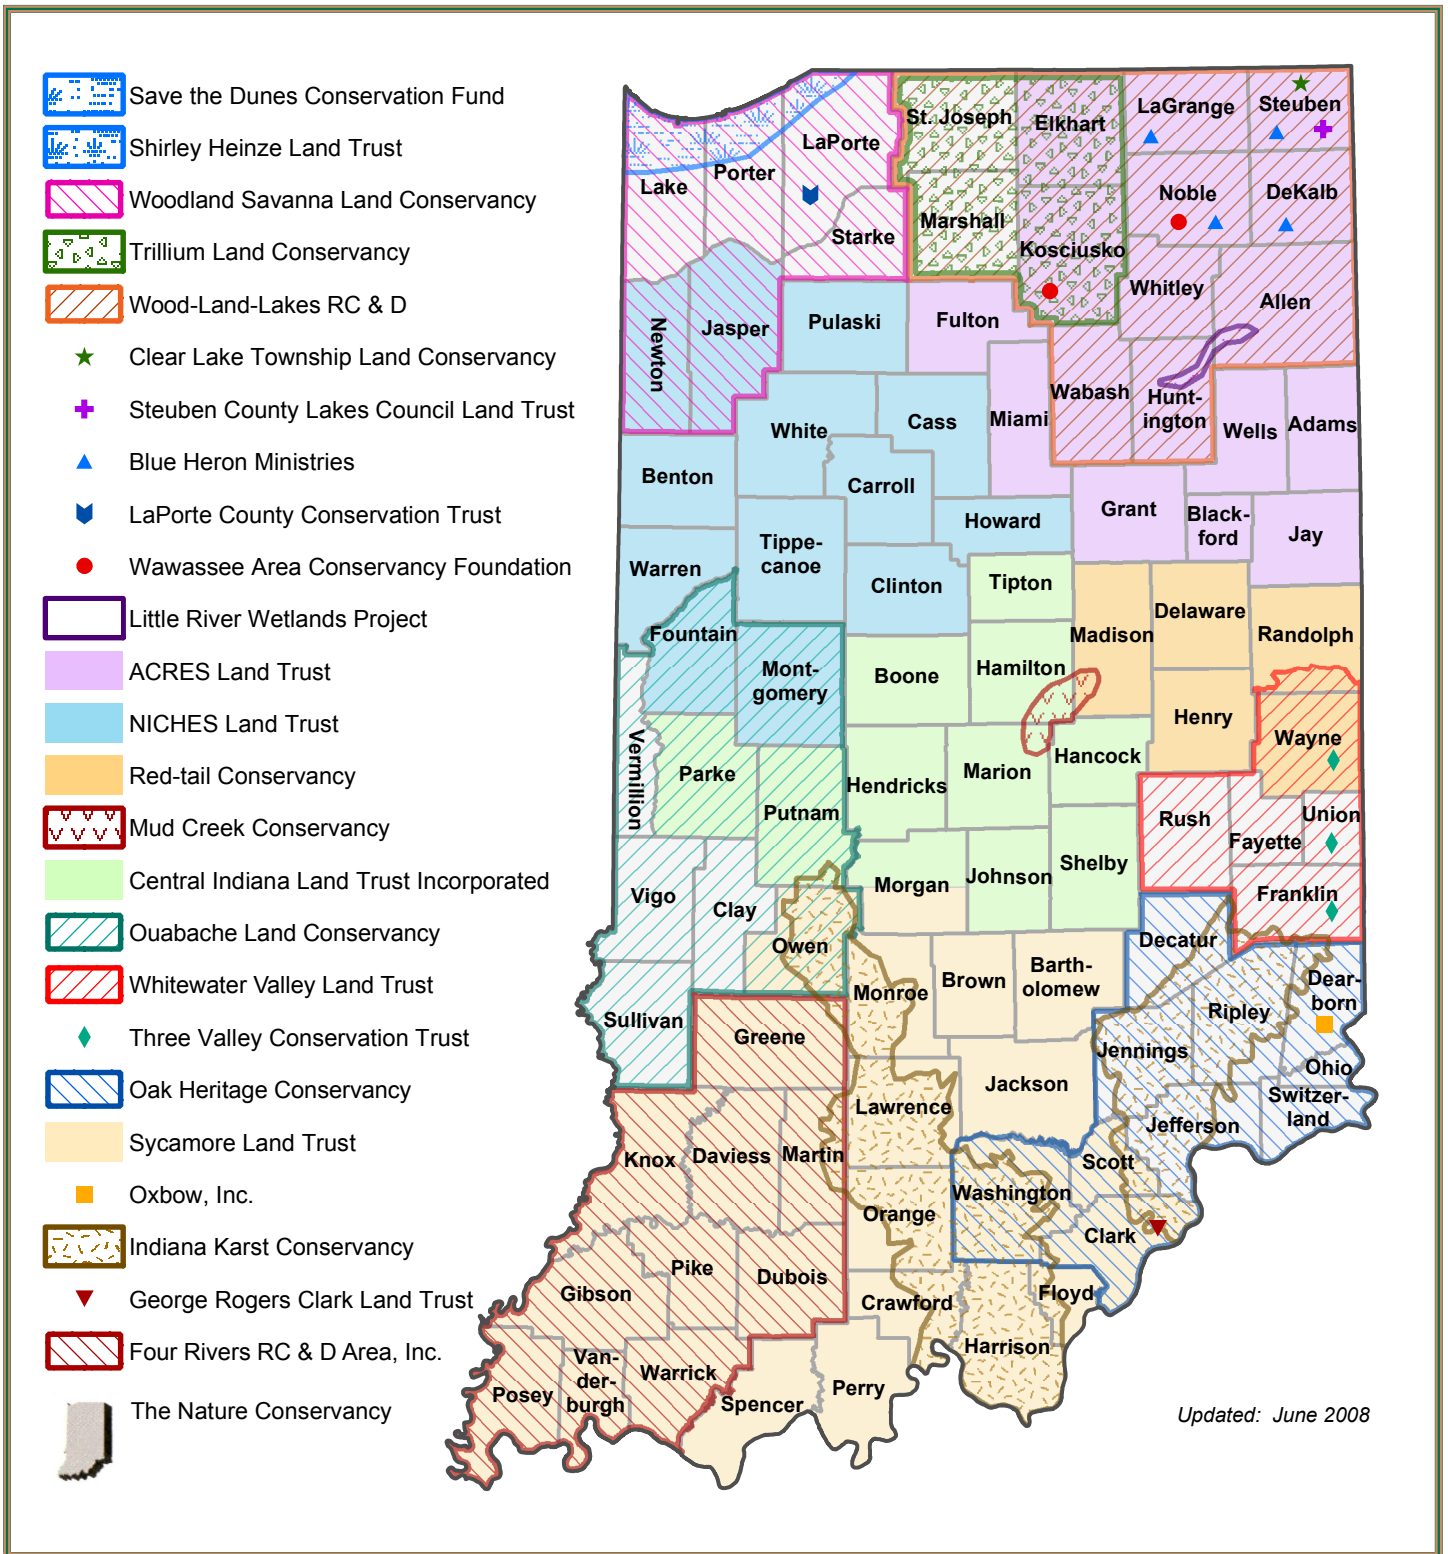 Save the Dunes Conservation Fund
Shirley Heinze Land Trust
Woodland Savanna Land Conservancy
Trillium Land Conservancy
Wood-Land-Lakes RC & D
Clear Lake Township Land Conservancy
Steuben County Lakes Council Land Trust
Blue Heron Ministries
LaPorte County Conservation Trust
Wawassee Area Conservancy Foundation
Little River Wetlands Project
ACRES Land Trust
NICHES Land Trust
Red-tail Conservancy
Mud Creek Conservancy
Central Indiana Land Trust Incorporated
Ouabache Land Conservancy
Whitewater Valley Land Trust
Three Valley Conservation Trust
Oak Heritage Conservancy
Sycamore Land Trust
Oxbow, Inc.
Indiana Karst Conservancy
George Rogers Clark Land Trust
Four Rivers RC & D Area, Inc.
The Nature Conservancy
LaGrange
Steuben
St. Joseph
Elkhart
LaPorte
Porter
Lake
Noble
DeKalb
Marshall
Starke
Kosciusko
Whitley
Allen
Newton
Jasper
Pulaski
Fulton
Wabash
Hunt-
ington
Miami
Cass
White
Wells
Adams
Benton
Carroll
Grant
Black-
ford
Howard
Jay
Tippe-
canoe
Warren
Clinton
Tipton
Delaware
Madison
Randolph
Fountain
Mont-
gomery
Boone
Hamilton
Henry
Wayne
Vermillion
Parke
Hendricks
Marion
Hancock
Putnam
Rush
Fayette
Union
Shelby
Morgan
Johnson
Vigo
Clay
Franklin
Owen
Decatur
Monroe
Brown
Barth-
olomew
Dear-
born
Ripley
Sullivan
Greene
Jennings
Ohio
Jackson
Switzer-
land
Lawrence
Jefferson
Knox
Daviess
Martin
Scott
Washington
Orange
Clark
Pike
Dubois
Gibson
Crawford
Floyd
Harrison
Posey
Van-
der-
burgh
Warrick
Spencer
Perry
Updated: June 2008